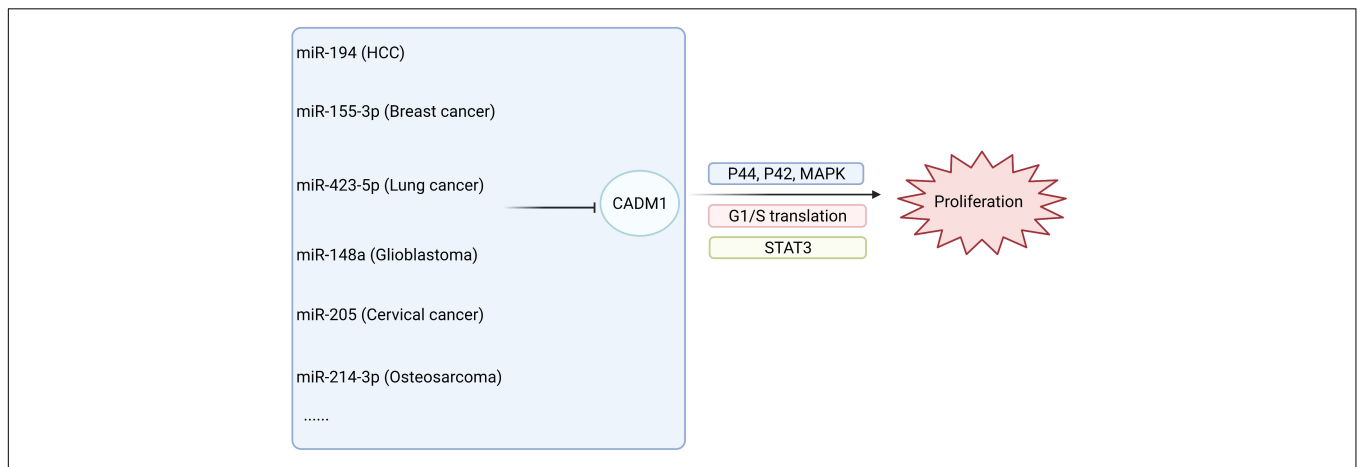 miR-194 (HCC)
miR-155-3p (Breast cancer)
miR-423-5p (Lung cancer)
miR-148a (Glioblastoma)
miR-205 (Cervical cancer)
miR-214-3p (Osteosarcoma)
......
CADM1
P44, P42, MAPK
G1/S translation
STAT3
Proliferation